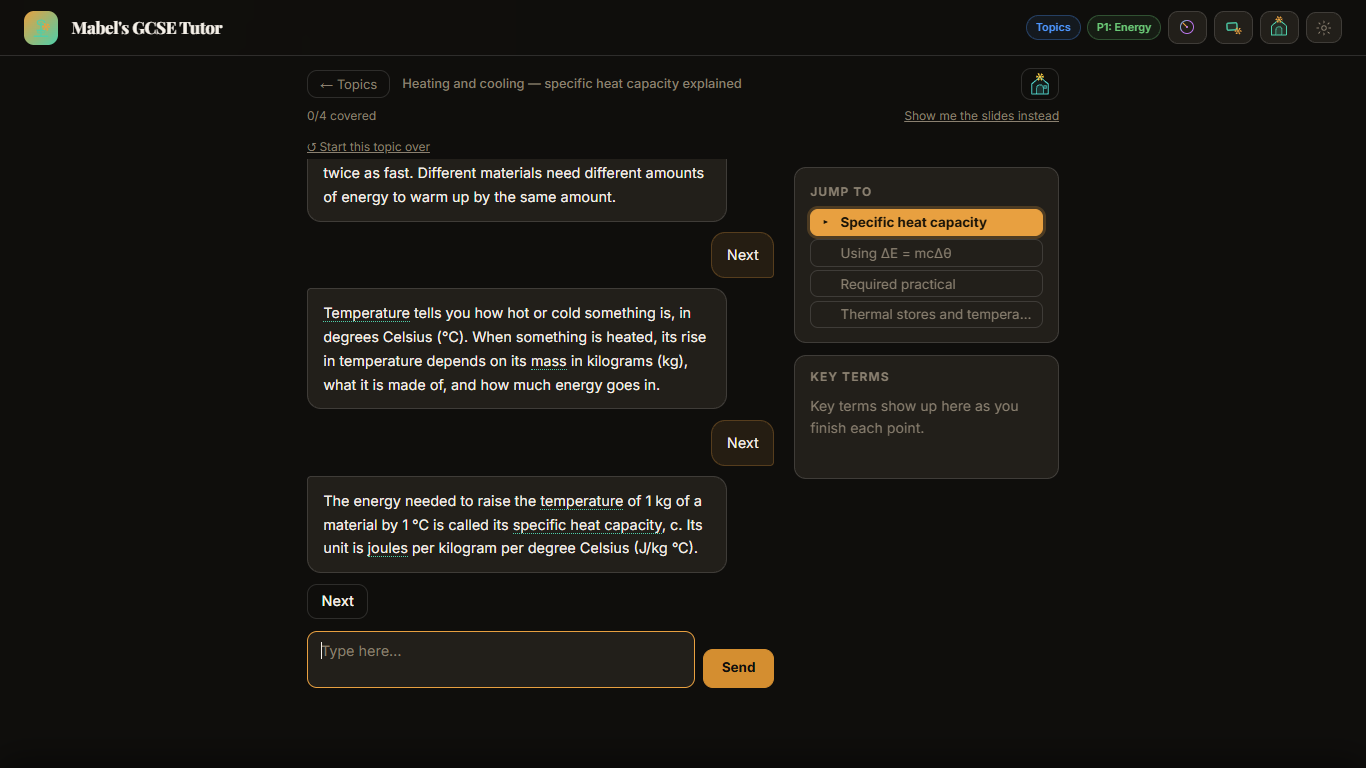 Mabel's GCSE Tutor
Topics
P1: Energy
← Topics
Heating and cooling — specific heat capacity explained
0/4 covered
Show me the slides instead
↺ Start this topic over
twice as fast. Different materials need different amounts
of energy to warm up by the same amount.
Next
Temperature tells you how hot or cold something is, in
degrees Celsius (°C). When something is heated, its rise
in temperature depends on its mass in kilograms (kg),
what it is made of, and how much energy goes in.
Next
The energy needed to raise the temperature of 1 kg of a
material by 1 °C is called its specific heat capacity, c. Its
unit is joules per kilogram per degree Celsius (J/kg °C).
Next
Type here...
Send
JUMP TO
▸ Specific heat capacity
Using ΔE = mcΔθ
Required practical
Thermal stores and tempera...
KEY TERMS
Key terms show up here as you
finish each point.